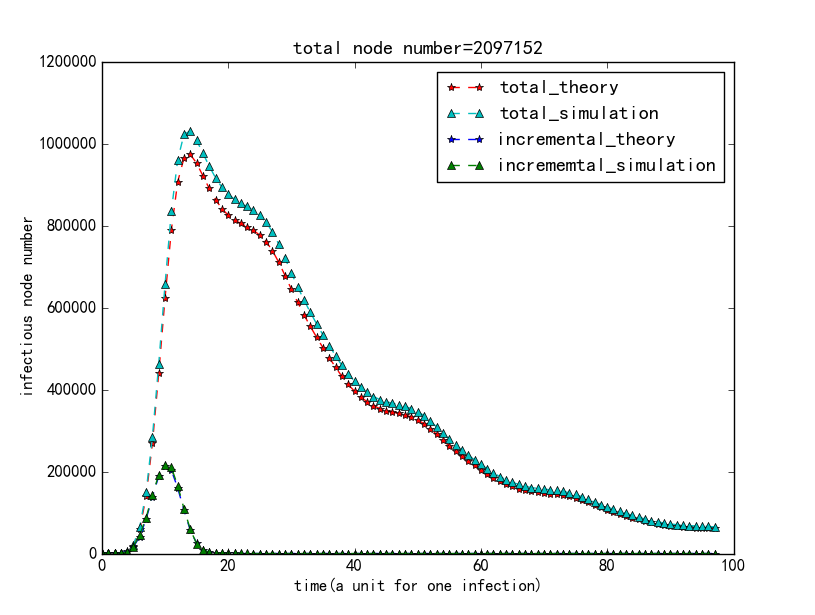 total node number=2097152
1200000
1000000
800000
600000
400000
200000
0
infectious node number
total_theory
total_simulation
incremental_theory
incrememtal_simulation
0 20 40 60 80 100
time(a unit for one infection)